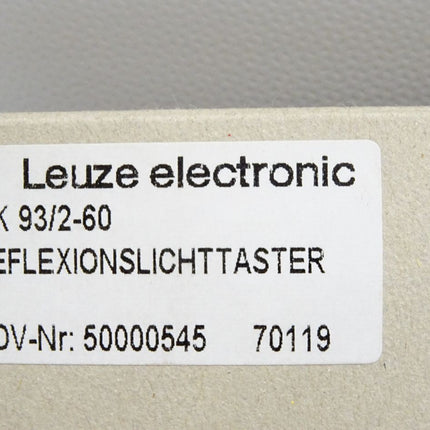 Leuze electronic
K 93/2-60
EFLEXIONSLICHTTASTER
DV-Nr: 50000545 70119